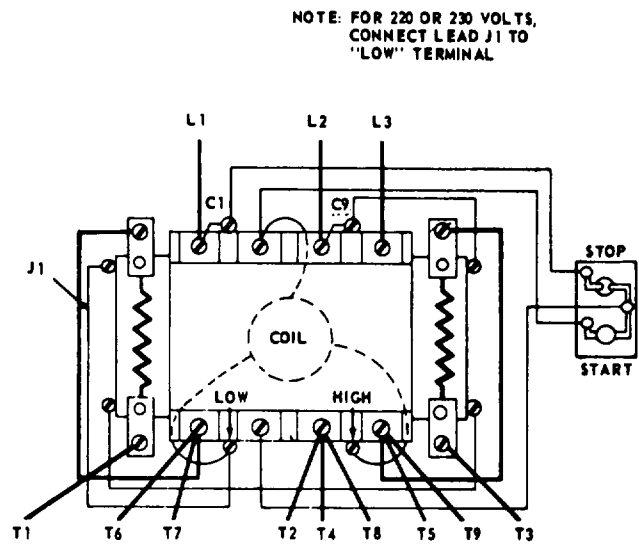 NOTE: FOR 220 OR 230 VOLTS,
CONNECT LEAD J1 TO
"LOW" TERMINAL
L1 L2 L3
C1 C9
J1
STOP
START
COIL
LOW HIGH
T1 T6 T7 T2 T4 T8 T5 T9 T3